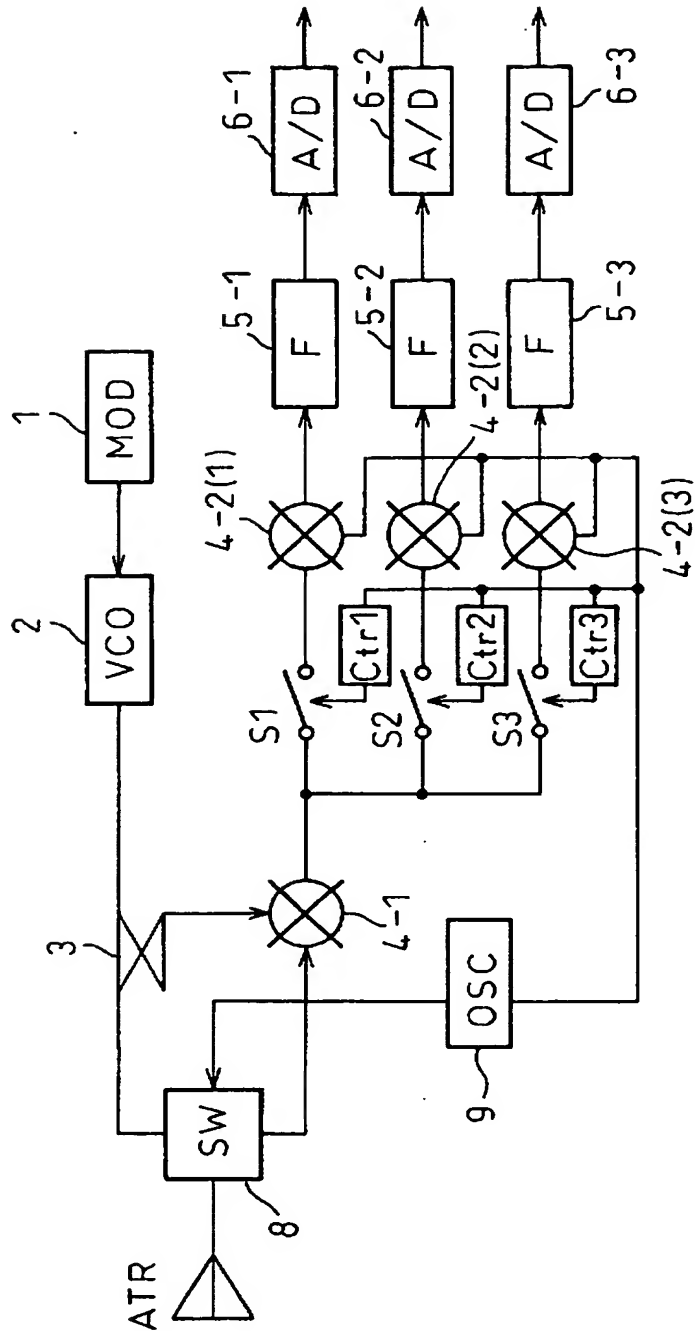 1
MOD
2
VCO
3
ATR
SW
8
4-1
OSC
9
S1
S2
S3
Ctr1
Ctr2
Ctr3
4-2(1)
4-2(2)
4-2(3)
F
5-1
F
5-2
F
5-3
A/D
6-1
A/D
6-2
A/D
6-3